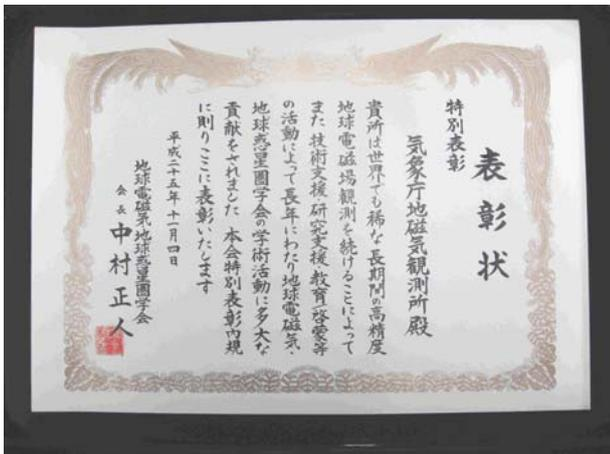 表彰状
特別表彰
気象庁地磁気観測所殿
貴所は世界でも稀な長期間の高精度
地球電磁場観測を続けることによって
また技術支援・研究支援・教育・啓蒙等
の活動によって長年にわたり地球電磁気・
地球惑星圏学会の学術活動に多大な
貢献をされました 本会特別表彰内規
に則りここに表彰いたします
平成二十五年十一月四日
地球電磁気・地球惑星圏学会
会長 中村正人